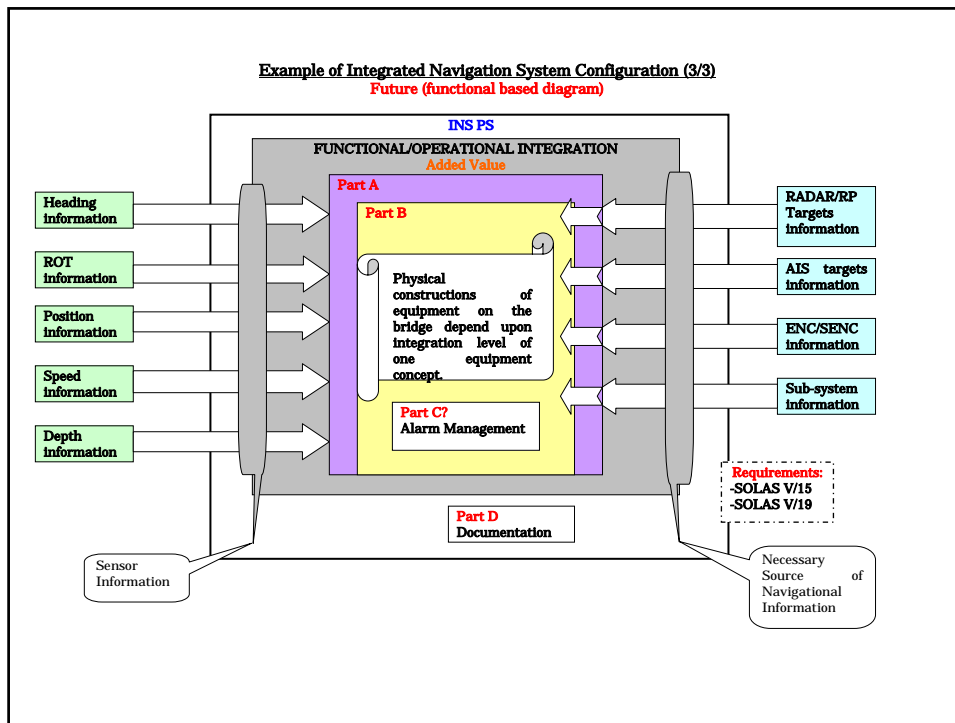 Example of Integrated Navigation System Configuration (3/3)
Future (functional based diagram)
INS PS
FUNCTIONAL/OPERATIONAL INTEGRATION
Added Value
Part A
Part B
Heading
information
ROT
information
Position
information
Speed
information
Depth
information
Physical
constructions of
equipment on the
bridge depend upon
integration level of
one equipment
concept.
Part C?
Alarm Management
RADAR/RP
Targets
information
AIS targets
information
ENC/SENC
information
Sub-system
information
Requirements:
-SOLAS V/15
-SOLAS V/19
Part D
Documentation
Sensor
Information
Necessary
Source of
Navigational
Information